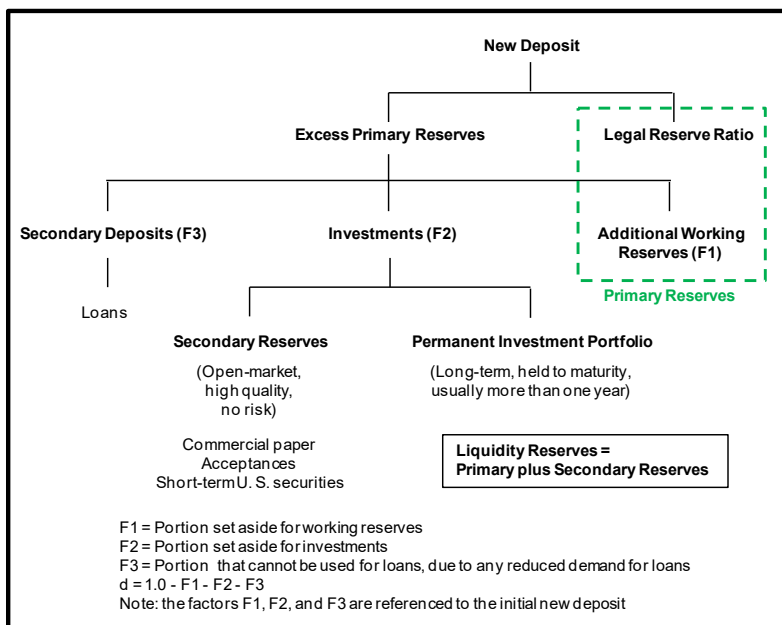 New Deposit
Excess Primary Reserves
Legal Reserve Ratio
Secondary Deposits (F3)
Investments (F2)
Additional Working
Reserves (F1)
Primary Reserves
Loans
Secondary Reserves
Permanent Investment Portfolio
(Open-market,
high quality,
no risk)
(Long-term, held to maturity,
usually more than one year)
Commercial paper
Acceptances
Short-term U. S. securities
Liquidity Reserves =
Primary plus Secondary Reserves
F1 = Portion set aside for working reserves
F2 = Portion set aside for investments
F3 = Portion that cannot be used for loans, due to any reduced demand for loans
d = 1.0 - F1 - F2 - F3
Note: the factors F1, F2, and F3 are referenced to the initial new deposit